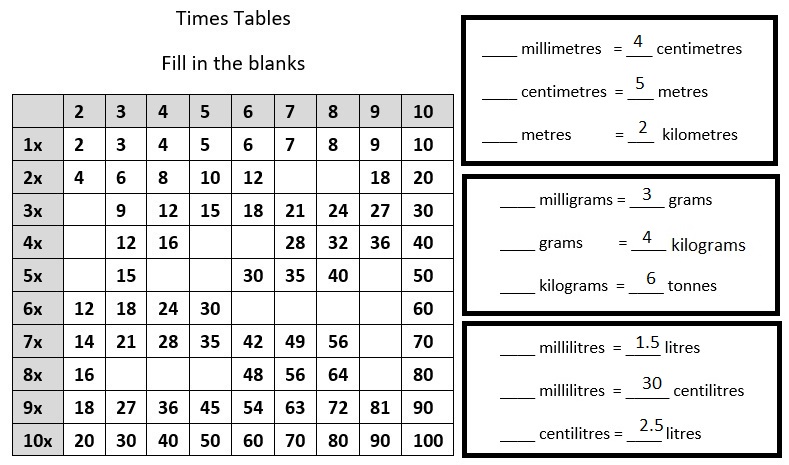 Times Tables
Fill in the blanks
2 3 4 5 6 7 8 9 10
1x 2 3 4 5 6 7 8 9 10
2x 4 6 8 10 12 18 20
3x 9 12 15 18 21 24 27 30
4x 12 16 28 32 36 40
5x 15 30 35 40 50
6x 12 18 24 30 60
7x 14 21 28 35 42 49 56 70
8x 16 48 56 64 80
9x 18 27 36 45 54 63 72 81 90
10x 20 30 40 50 60 70 80 90 100
____ millimetres = 4 centimetres
____ centimetres = 5 metres
____ metres = 2 kilometres
____ milligrams = 3 grams
____ grams = 4 kilograms
____ kilograms = 6 tonnes
____ millilitres = 1.5 litres
____ millilitres = 30 centilitres
____ centilitres = 2.5 litres